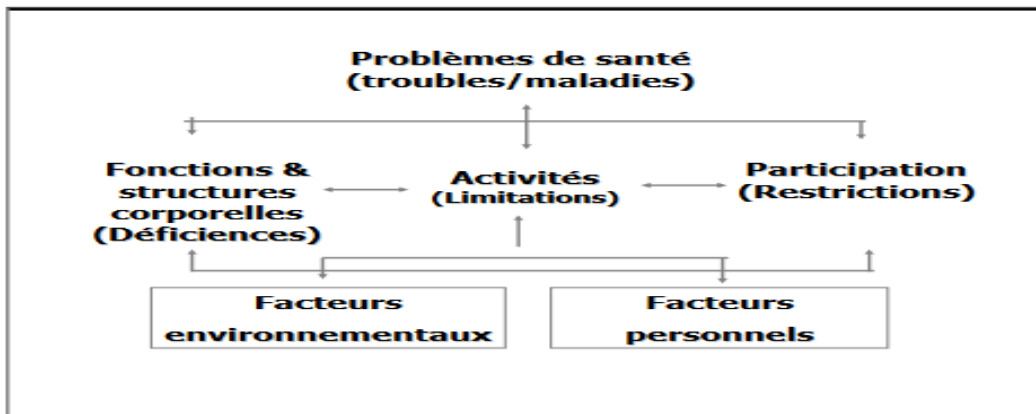 Problèmes de santé
(troubles/maladies)
Fonctions &
structures
corporelles
(Déficiences)
Activités
(Limitations)
Participation
(Restrictions)
Facteurs
environnementaux
Facteurs
personnels